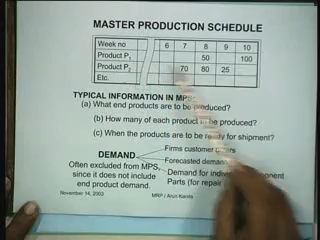 MASTER PRODUCTION SCHEDULE
Week no 6 7 8 9 10
Product P₁ 50 100
Product P₂ 70 80 25
Etc.
TYPICAL INFORMATION IN MPS:
(a) What end products are to be produced?
(b) How many of each product to be produced?
(c) When the products are to be ready for shipment?
DEMAND
Often excluded from MPS,
since it does not include
end product demand.
Firms customer
Forecasted demand
Demand for
Parts (for repair
November 14, 2003
MRP / Arun Kanda